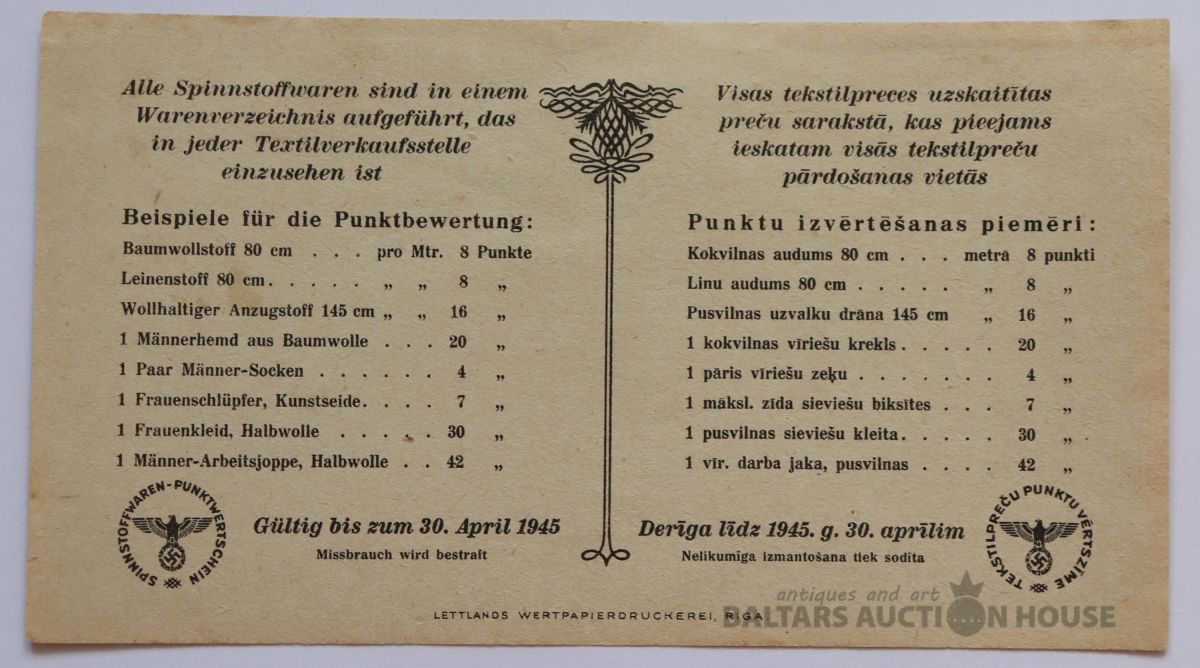 Alle Spinnstoffwaren sind in einem
Warenverzeichnis aufgeführt, das
in jeder Textilverkaufsstelle
einzusehen ist
Beispiele für die Punktbewertung:
Baumwollstoff 80 cm . . . pro Mtr. 8 Punkte
Leinenstoff 80 cm. . . . . „ „ 8 „
Wollhaltiger Anzugstoff 145 cm „ „ 16 „
1 Männerhemd aus Baumwolle . . . 20 „
1 Paar Männer-Socken . . . . . . 4 „
1 Frauenschlüpfer, Kunstseide. . . . 7 „
1 Frauenkleid, Halbwolle . . . . . 30 „
1 Männer-Arbeitsjoppe, Halbwolle . . 42 „
SPINNSTOFFWAREN-PUNKTWERTSCHEIN
Gültig bis zum 30. April 1945
Missbrauch wird bestraft
Visas tekstilpreces uzskaitītas
preču sarakstā, kas pieejams
ieskatam visās tekstilpreču
pārdošanas vietās
Punktu izvērtēšanas piemēri:
Kokvilnas audums 80 cm . . . metrā 8 punkti
Linu audums 80 cm . . . . . „ 8 „
Pusvilnas uzvalku drāna 145 cm „ 16 „
1 kokvilnas vīriešu krekls. . . . . 20 „
1 pāris vīriešu zeķu . . . . . . . 4 „
1 māksl. zīda sieviešu biksītes . . . 7 „
1 pusvilnas sieviešu kleita. . . . . 30 „
1 vīr. darba jaka, pusvilnas . . . . 42 „
Derīga līdz 1945. g. 30. aprīlim
Nelikumīga izmantošana tiek sodīta
TEKSTILPREČU PUNKTU VĒRTSZĪME
LETTLANDS WERTPAPIERDRUCKEREI, RIGA
antiques and art
BALTARS AUCTION HOUSE